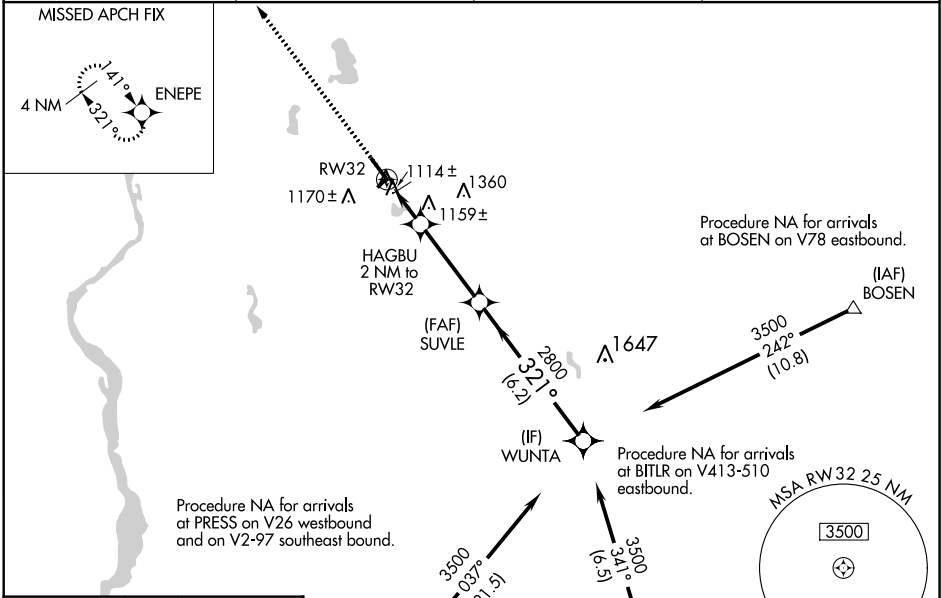 MISSED APCH FIX
141°
ENEPE
4 NM
321°
RW32
1114 ±
1170 ±
1360
1159 ±
HAGBU
2 NM to
RW32
Procedure NA for arrivals
at BOSEN on V78 eastbound.
(IAF)
BOSEN
(FAF)
SUVLE
3500
242°
(10.8)
1647
2800
321°
(6.2)
(IF)
WUNTA
Procedure NA for arrivals
at BITLR on V413-510
eastbound.
MSA RW32 25 NM
3500
Procedure NA for arrivals
at PRESS on V26 westbound
and on V2-97 southeast bound.
3500
037°
3500
341°
(6.5)